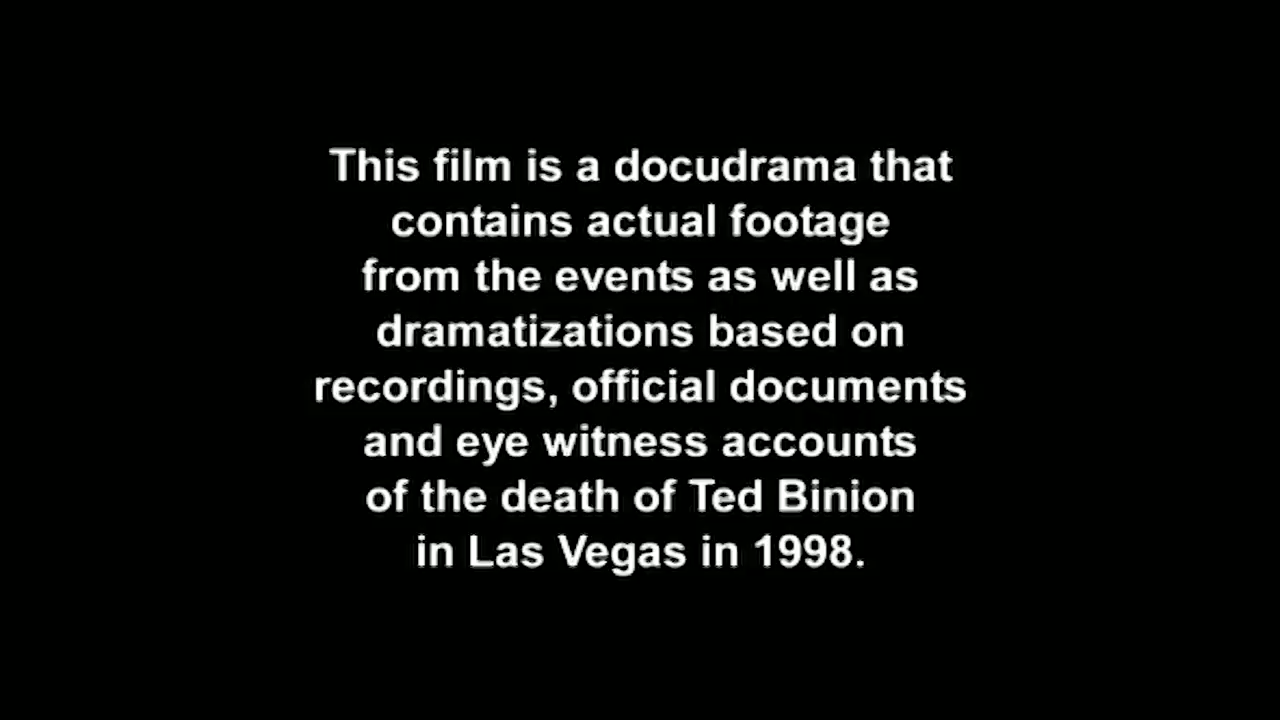 This film is a docudrama that
contains actual footage
from the events as well as
dramatizations based on
recordings, official documents
and eye witness accounts
of the death of Ted Binion
in Las Vegas in 1998.